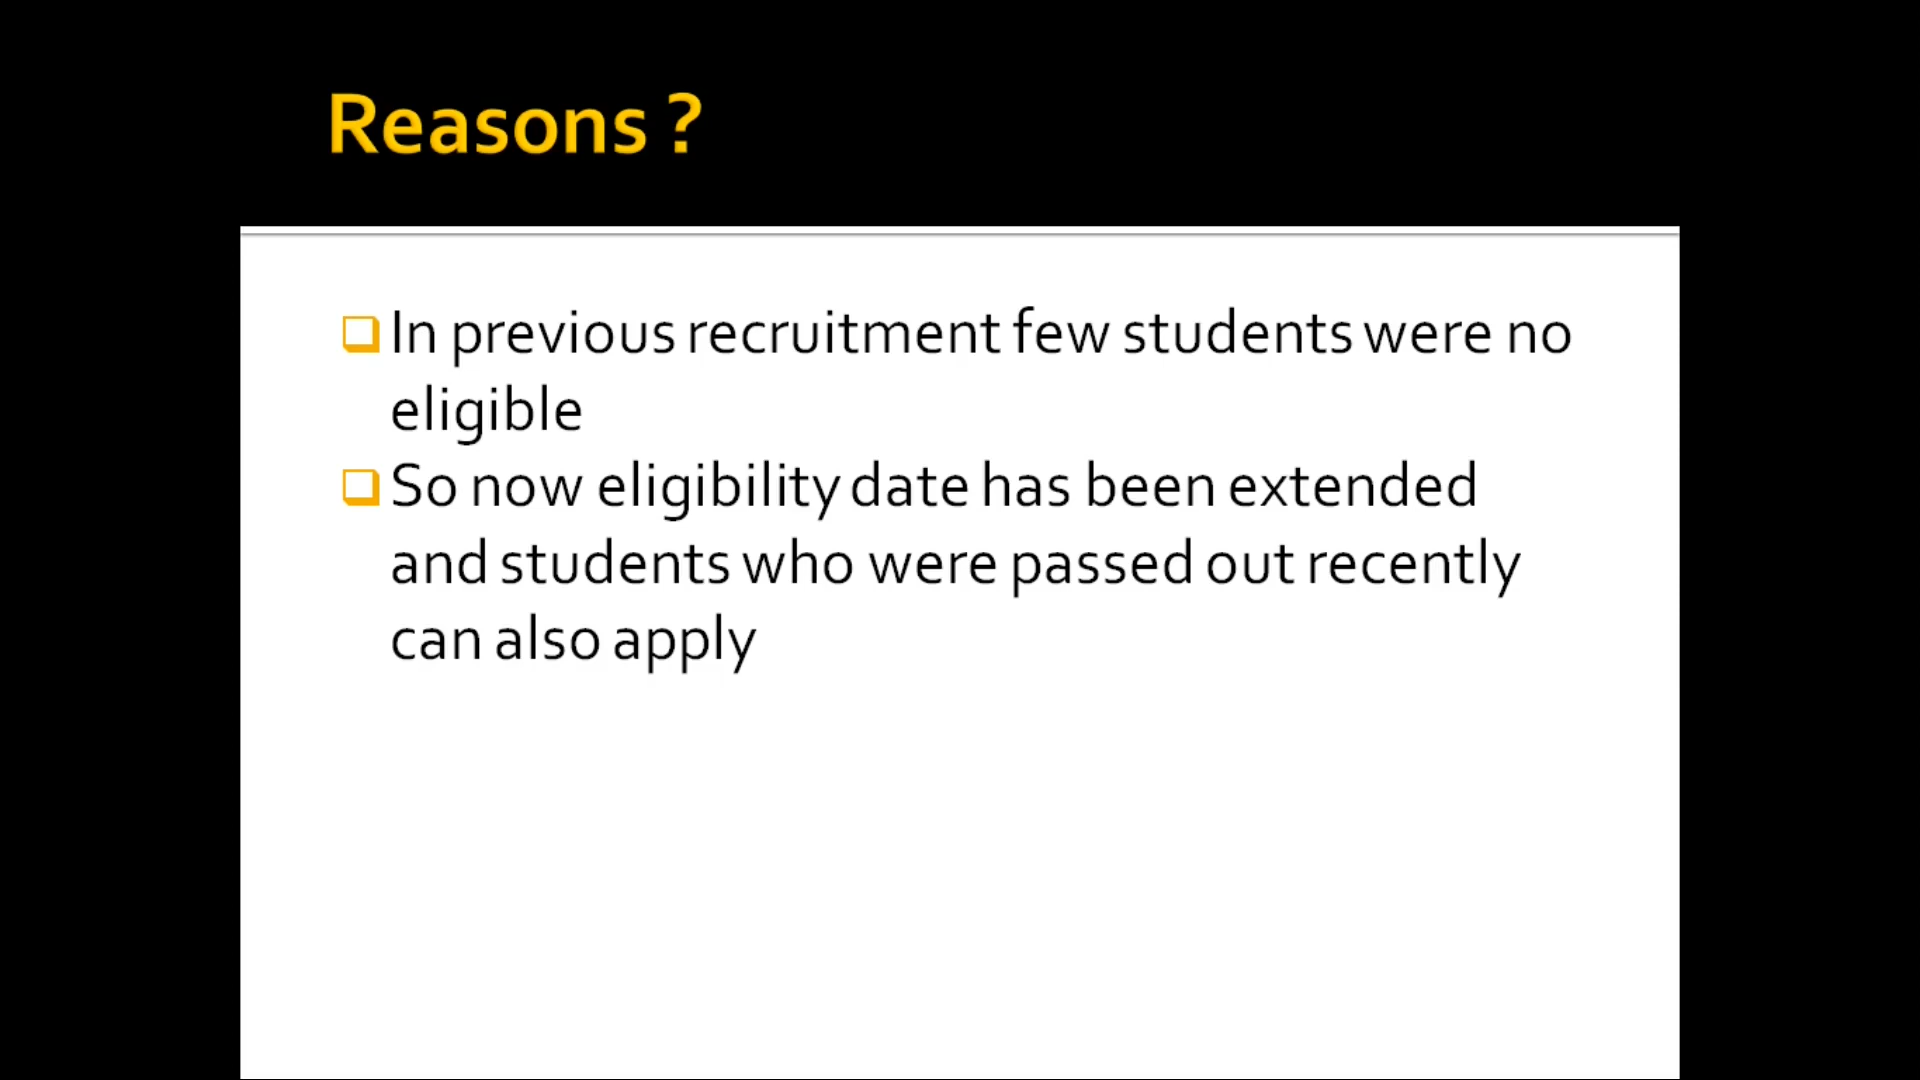 Reasons ?
In previous recruitment few students were no
eligible
So now eligibility date has been extended
and students who were passed out recently
can also apply